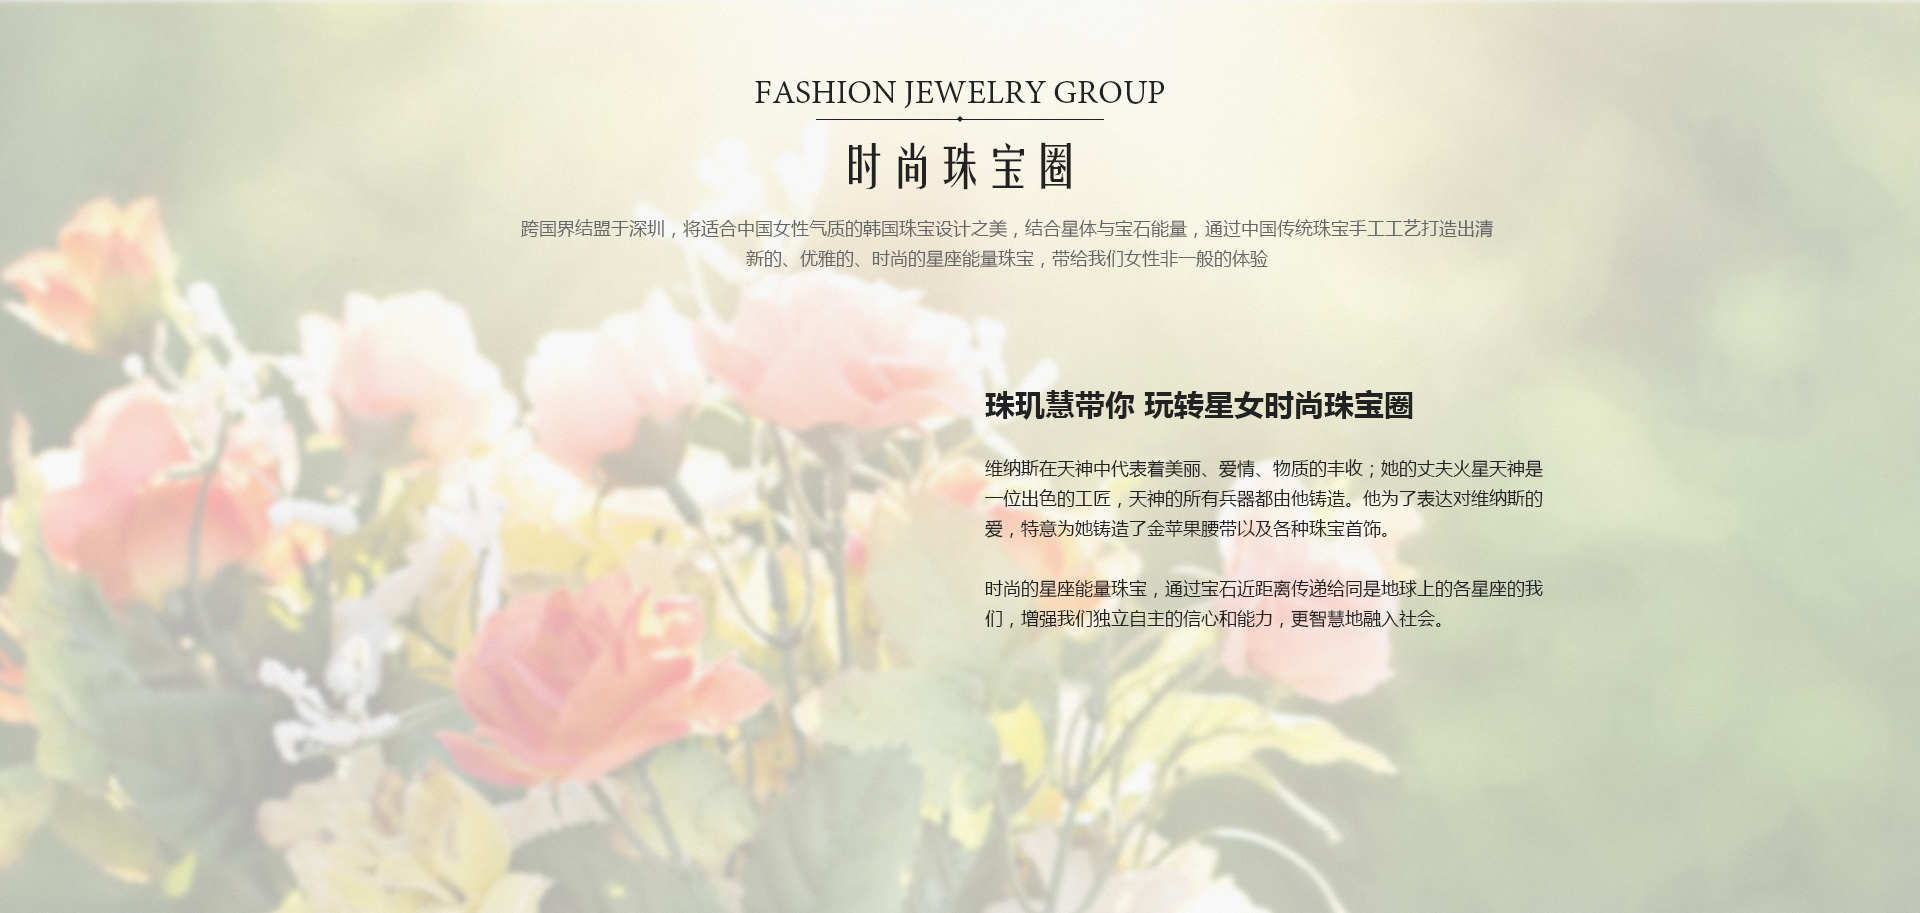 FASHION JEWELRY GROUP
时尚珠宝圈
跨国界结盟于深圳，将适合中国女性气质的韩国珠宝设计之美，结合星体与宝石能量，通过中国传统珠宝手工工艺打造出清
新的、优雅的、时尚的星座能量珠宝，带给我们女性非一般的体验
珠玑慧带你 玩转星女时尚珠宝圈
维纳斯在天神中代表着美丽、爱情、物质的丰收；她的丈夫火星天神是
一位出色的工匠，天神的所有兵器都由他铸造。他为了表达对维纳斯的
爱，特意为她铸造了金苹果腰带以及各种珠宝首饰。
时尚的星座能量珠宝，通过宝石近距离传递给同是地球上的各星座的我
们，增强我们独立自主的信心和能力，更智慧地融入社会。